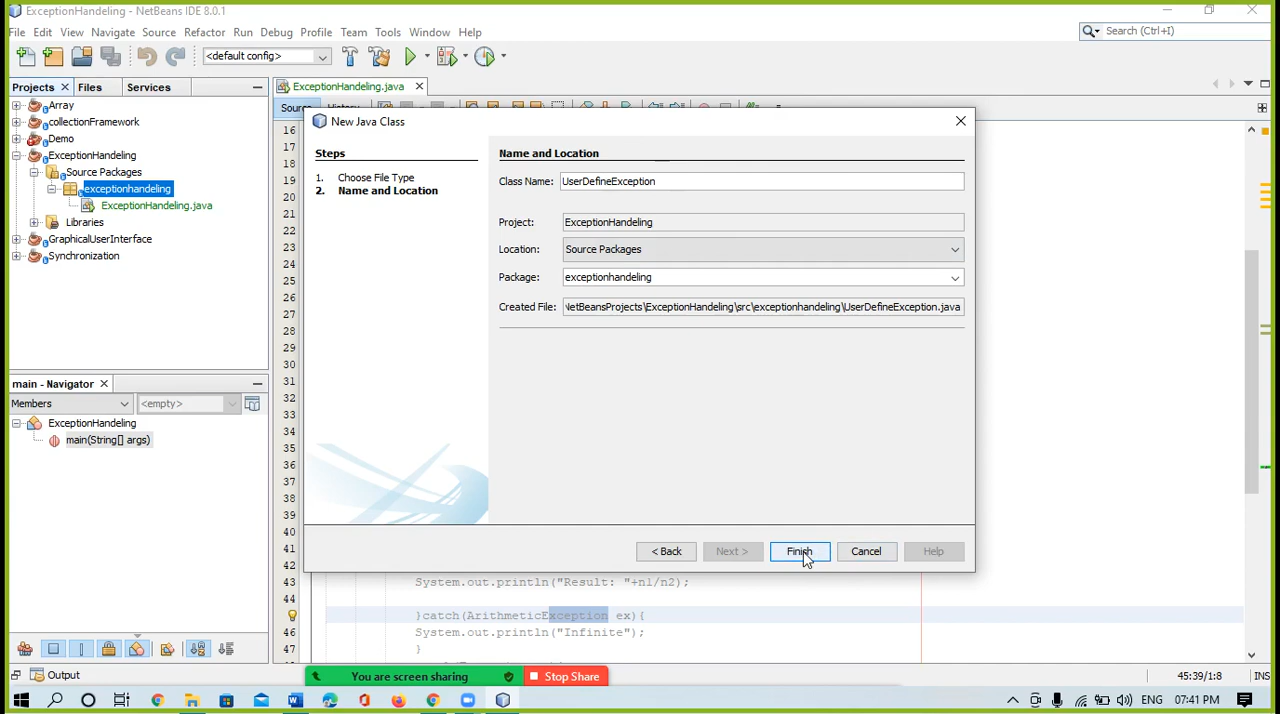 ExceptionHandeling - NetBeans IDE 8.0.1
File Edit View Navigate Source Refactor Run Debug Profile Team Tools Window Help
Search (Ctrl+I)
<default config>
Projects Files Services
ExceptionHandeling.java
Array
collectionFramework
Demo
ExceptionHandeling
Source Packages
exceptionhandeling
ExceptionHandeling.java
Libraries
GraphicalUserInterface
Synchronization
main - Navigator
Members
<empty>
ExceptionHandeling
main(String[] args)
Source
16
17
18
19
20
21
22
23
24
25
26
27
28
29
30
31
32
33
34
35
36
37
38
39
40
41
42
New Java Class
Steps
1. Choose File Type
2. Name and Location
Name and Location
Class Name: UserDefineException
Project: ExceptionHandeling
Location: Source Packages
Package: exceptionhandeling
Created File: NetBeansProjects\ExceptionHandeling\src\exceptionhandeling\UserDefineException.java
< Back Next > Finish Cancel Help
43 System.out.println("Result: "+n1/n2);
44
}catch(ArithmeticException ex){
46 System.out.println("Infinite");
47 }
Output
You are screen sharing Stop Share
45:39/1:8 INS
ENG 07:41 PM